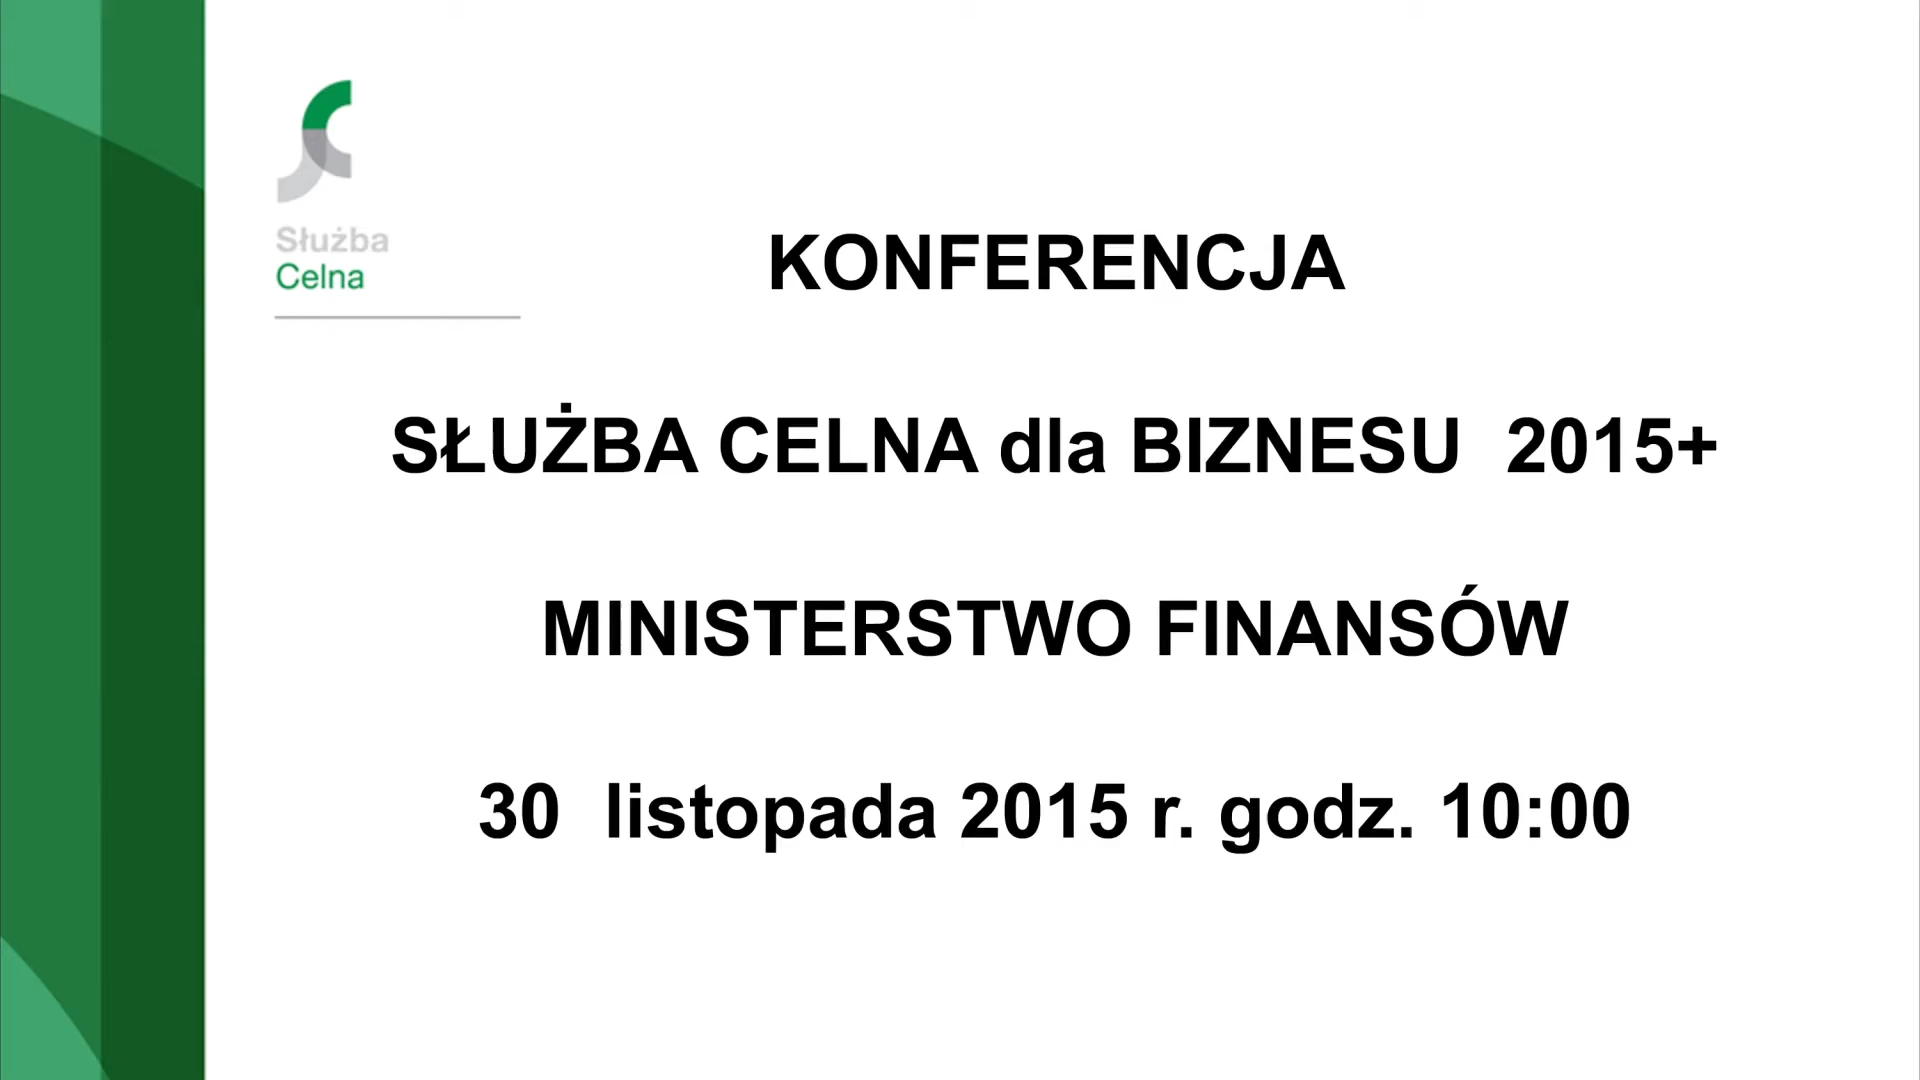 Służba
Celna
KONFERENCJA
SŁUŻBA CELNA dla BIZNESU 2015+
MINISTERSTWO FINANSÓW
30 listopada 2015 r. godz. 10:00